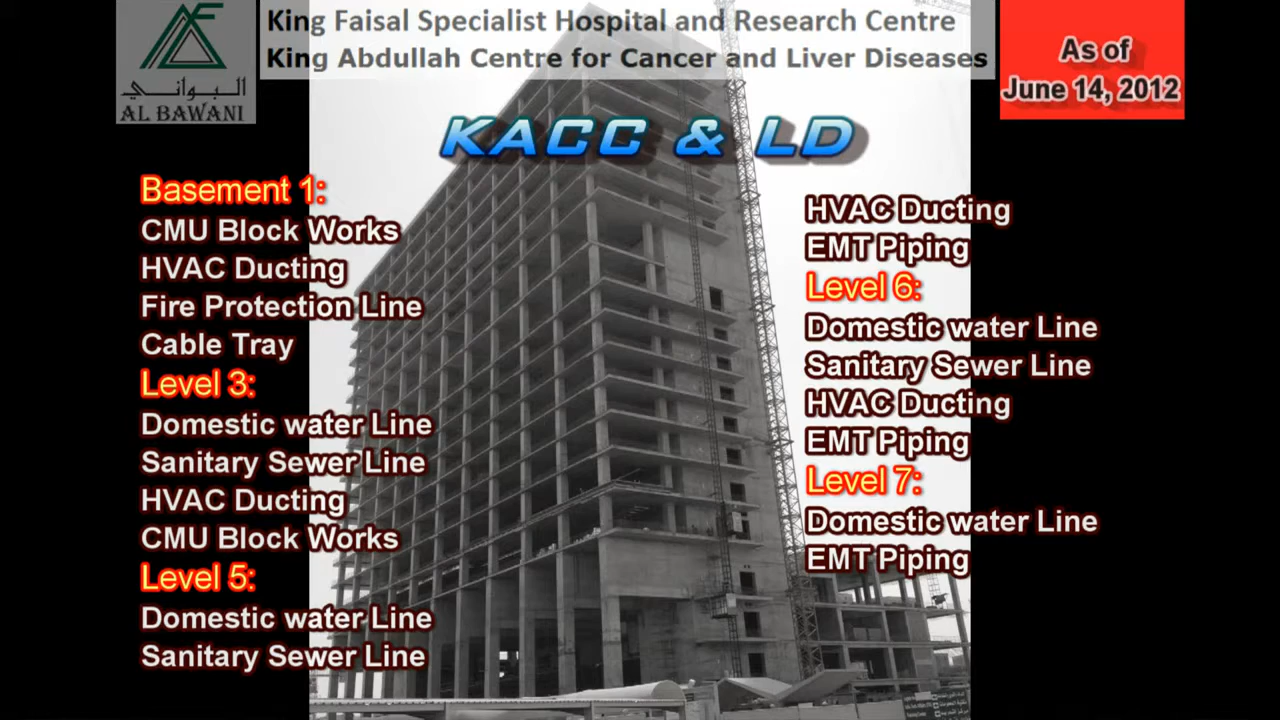 البواني
AL BAWANI
King Faisal Specialist Hospital and Research Centre
King Abdullah Centre for Cancer and Liver Diseases
As of
June 14, 2012
KACC & LD
Basement 1:
CMU Block Works
HVAC Ducting
Fire Protection Line
Cable Tray
Level 3:
Domestic water Line
Sanitary Sewer Line
HVAC Ducting
CMU Block Works
Level 5:
Domestic water Line
Sanitary Sewer Line
HVAC Ducting
EMT Piping
Level 6:
Domestic water Line
Sanitary Sewer Line
HVAC Ducting
EMT Piping
Level 7:
Domestic water Line
EMT Piping